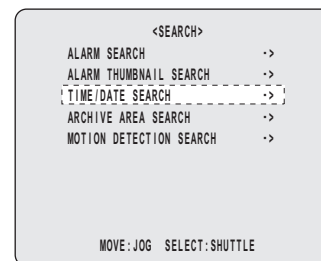 <SEARCH>
ALARM SEARCH ->
ALARM THUMBNAIL SEARCH ->
TIME/DATE SEARCH ->
ARCHIVE AREA SEARCH ->
MOTION DETECTION SEARCH ->
MOVE:JOG SELECT:SHUTTLE